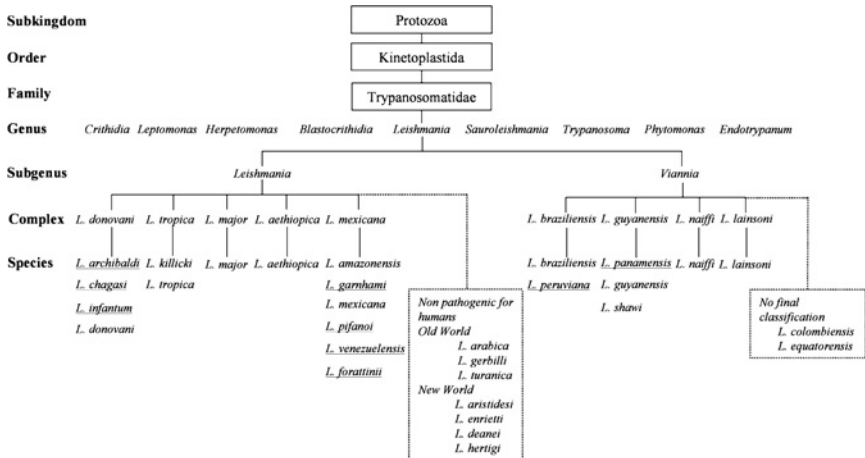 Subkingdom Protozoa
Order Kinetoplastida
Family Trypanosomatidae
Genus Crithidia Leptomonas Herpetomonas Blastocrithidia Leishmania Sauroleishmania Trypanosoma Phytomonas Endotrypanum
Subgenus Leishmania Viannia
Complex L. donovani L. tropica L. major L. aethiopica L. mexicana L. braziliensis L. guyanensis L. naiffi L. lainsoni
Species L. archibaldi L. killicki L. major L. aethiopica L. amazonensis L. braziliensis L. panamensis L. naiffi L. lainsoni
L. chagasi L. tropica L. garnhami L. peruviana L. guyanensis
L. infantum L. mexicana L. shawi
L. donovani L. pifanoi
L. venezuelensis
L. forattinii
Non pathogenic for
humans
Old World
L. arabica
L. gerbilli
L. turanica
New World
L. aristidesi
L. enrietti
L. deanei
L. hertigi
No final
classification
L. colombiensis
L. equatorensis